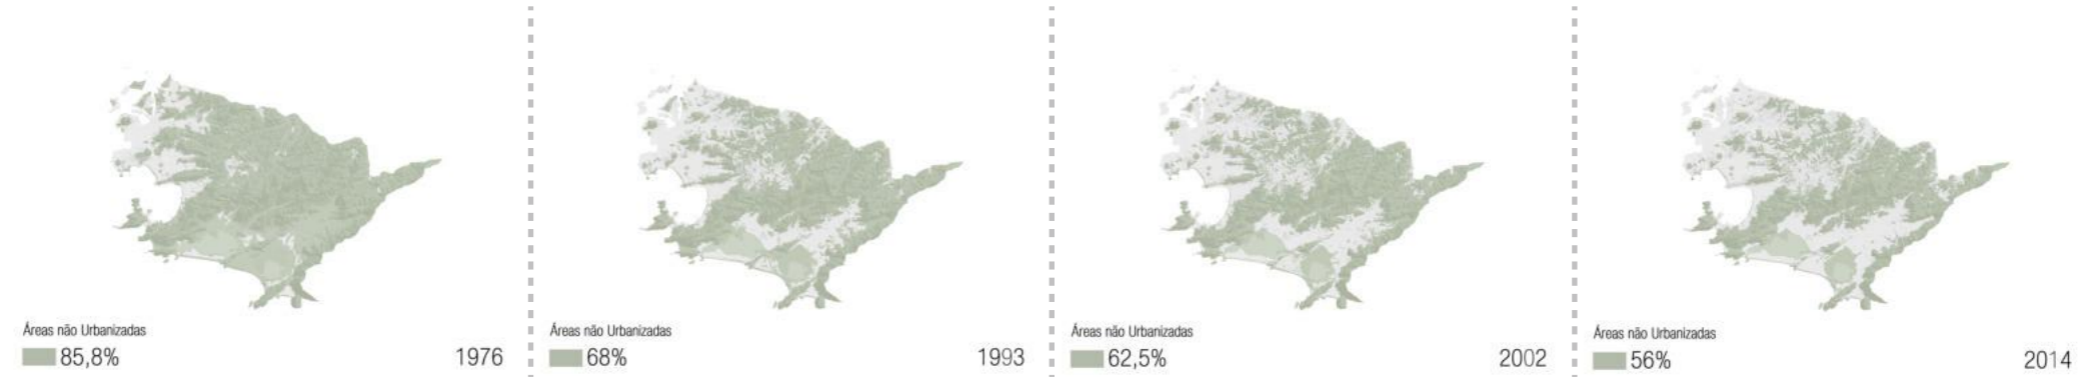 Áreas não Urbanizadas
85,8%
1976
Áreas não Urbanizadas
68%
1993
Áreas não Urbanizadas
62,5%
2002
Áreas não Urbanizadas
56%
2014